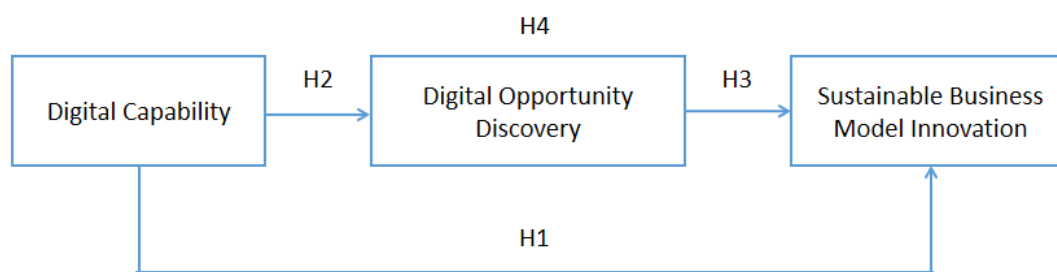 H4
H2
H3
Digital Capability
Digital Opportunity
Discovery
Sustainable Business
Model Innovation
H1